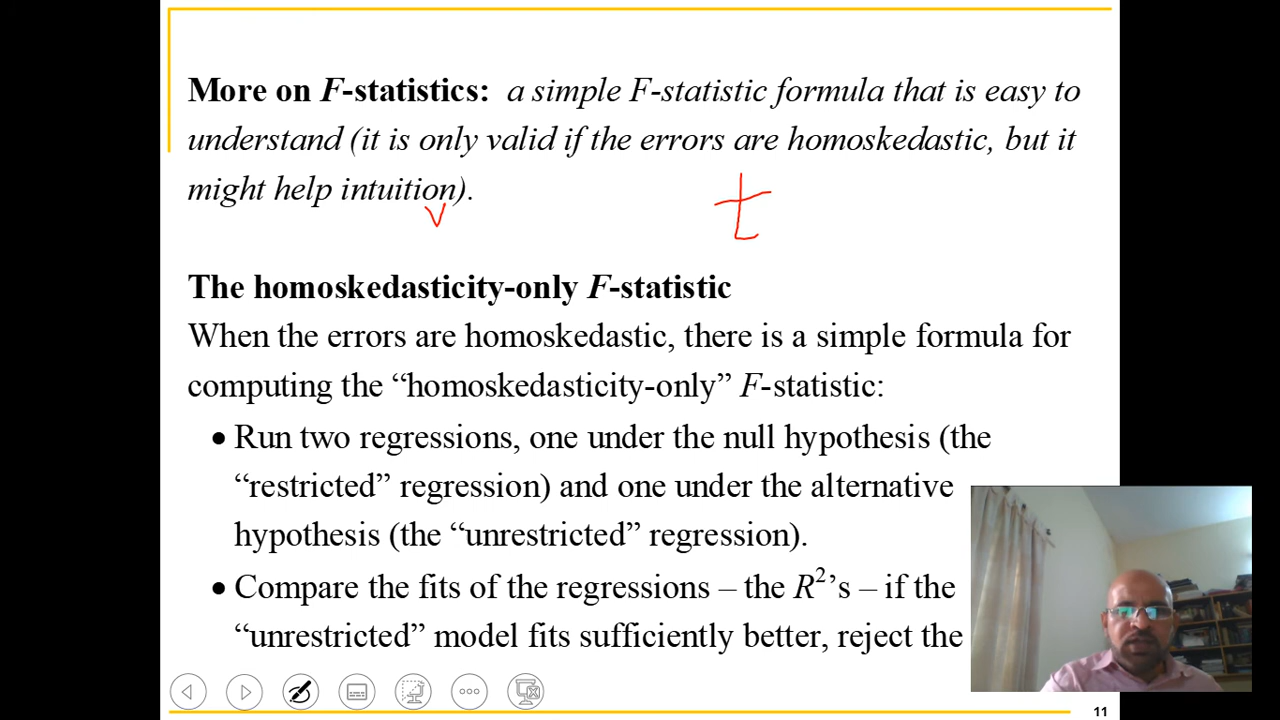 More on F-statistics: a simple F-statistic formula that is easy to
understand (it is only valid if the errors are homoskedastic, but it
might help intuition).
v
t
The homoskedasticity-only F-statistic
When the errors are homoskedastic, there is a simple formula for
computing the “homoskedasticity-only” F-statistic:
• Run two regressions, one under the null hypothesis (the
“restricted” regression) and one under the alternative
hypothesis (the “unrestricted” regression).
• Compare the fits of the regressions – the R²’s – if the
“unrestricted” model fits sufficiently better, reject the
11